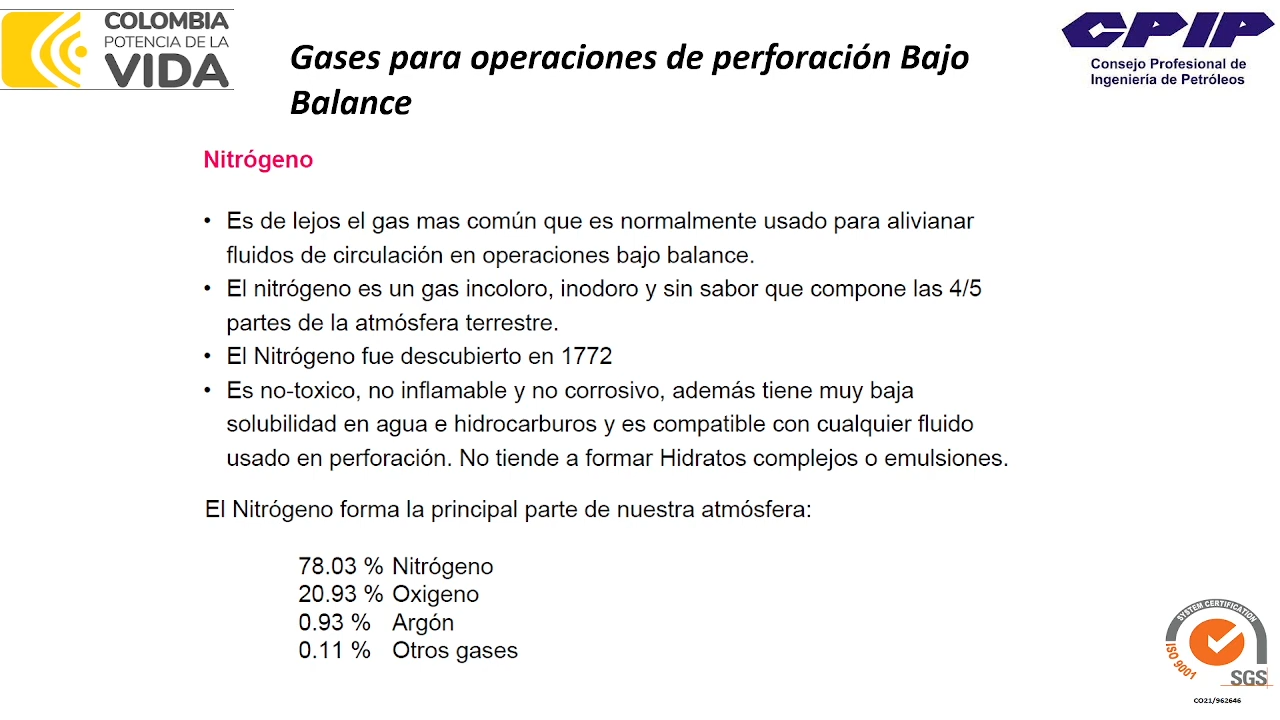 COLOMBIA
POTENCIA DE LA
VIDA
Gases para operaciones de perforación Bajo
Balance
CPIP
Consejo Profesional de
Ingeniería de Petróleos
Nitrógeno
• Es de lejos el gas mas común que es normalmente usado para alivianar
fluidos de circulación en operaciones bajo balance.
• El nitrógeno es un gas incoloro, inodoro y sin sabor que compone las 4/5
partes de la atmósfera terrestre.
• El Nitrógeno fue descubierto en 1772
• Es no-toxico, no inflamable y no corrosivo, además tiene muy baja
solubilidad en agua e hidrocarburos y es compatible con cualquier fluido
usado en perforación. No tiende a formar Hidratos complejos o emulsiones.
El Nitrógeno forma la principal parte de nuestra atmósfera:
78.03 % Nitrógeno
20.93 % Oxigeno
0.93 % Argón
0.11 % Otros gases
SYSTEM CERTIFICATION
ISO 9001
SGS
CO21/962646